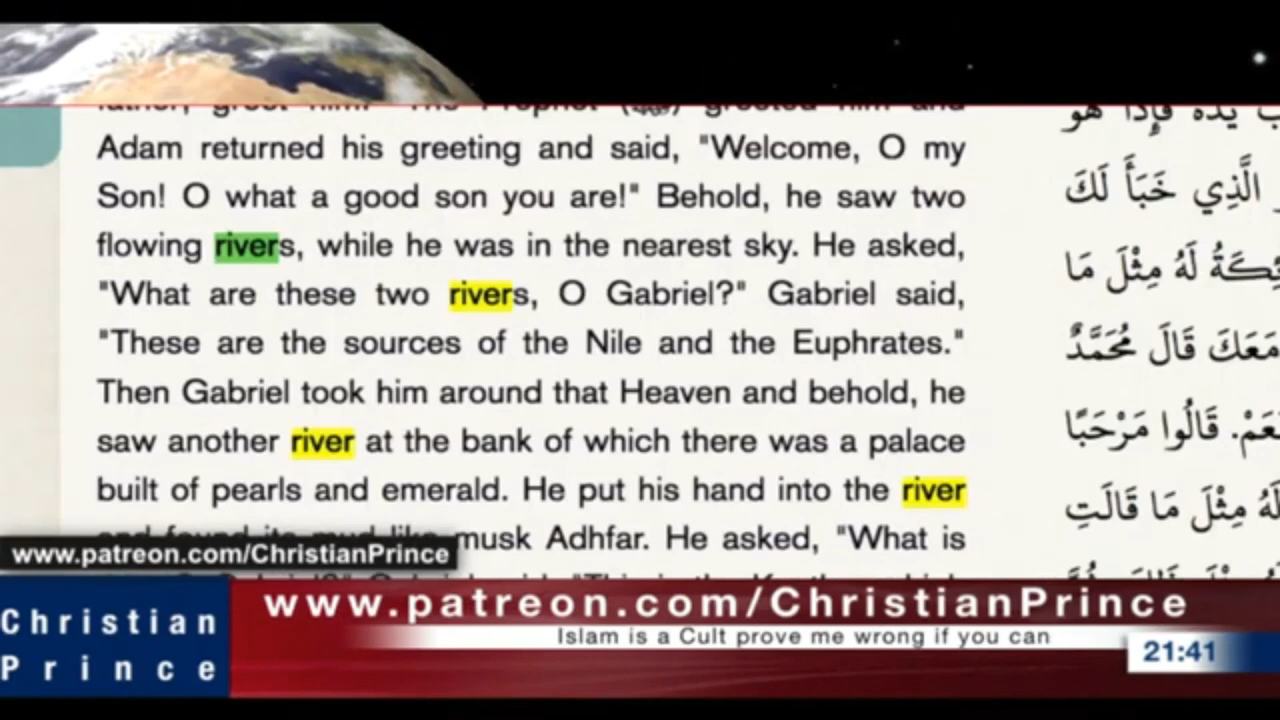 Adam returned his greeting and said, "Welcome, O my
Son! O what a good son you are!" Behold, he saw two
flowing rivers, while he was in the nearest sky. He asked,
"What are these two rivers, O Gabriel?" Gabriel said,
"These are the sources of the Nile and the Euphrates."
Then Gabriel took him around that Heaven and behold, he
saw another river at the bank of which there was a palace
built of pearls and emerald. He put his hand into the river
musk Adhfar. He asked, "What is
الَّذِي خَبَأَ لَكَ
لَهُ مِثْلَ مَا
مَعَكَ قَالَ مُحَمَّدٌ
قَالُوا مَرْحَبًا
مِثْلَ مَا قَالَتِ
www.patreon.com/ChristianPrince
Christian
Prince
www.patreon.com/ChristianPrince
Islam is a Cult prove me wrong if you can
21:41